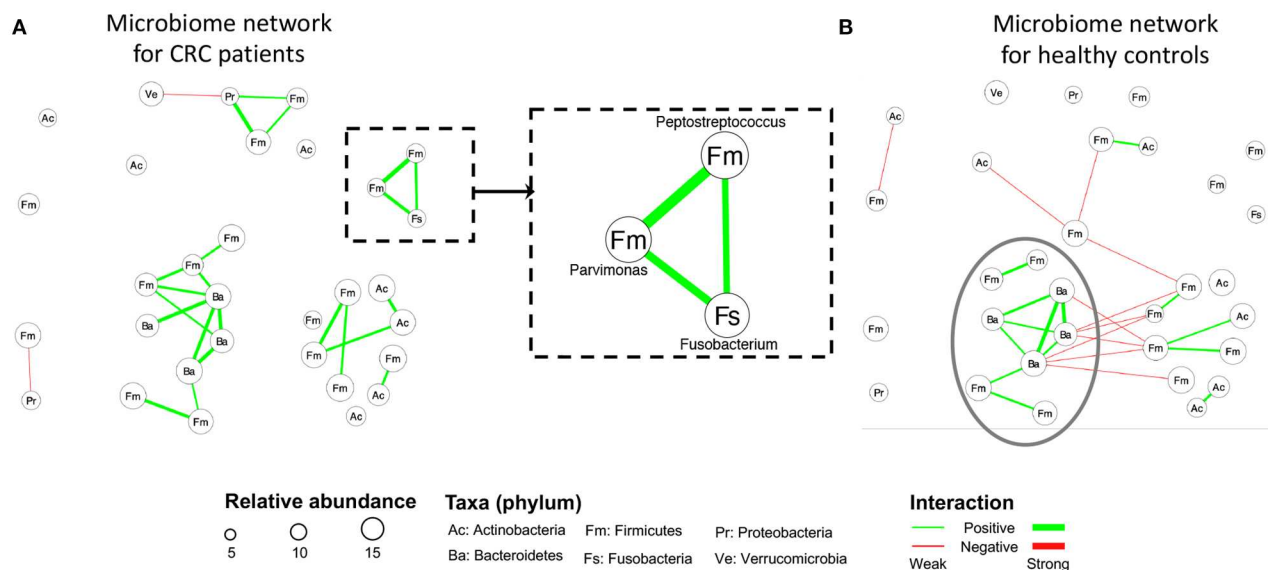 A
Microbiome network
for CRC patients
Ve
Pr
Fm
Ac
Fm
Ac
Ac
Fm
Fm
Fm
Fs
Fm
Fm
Fm
Ba
Ba
Ba
Ba
Fm
Fm
Fm
Pr
Fm
Ac
Fm
Ac
Fm
Fm
Fm
Ac
Ac
Peptostreptococcus
Fm
Fm
Parvimonas
Fs
Fusobacterium
B
Microbiome network
for healthy controls
Ve
Pr
Fm
Ac
Fm
Ac
Fm
Ac
Fm
Fm
Fm
Fs
Fm
Fm
Fm
Ba
Ba
Ba
Ba
Fm
Fm
Fm
Ac
Fm
Ac
Fm
Fm
Fm
Ac
Ac
Fm
Pr
Relative abundance
5 10 15
Taxa (phylum)
Ac: Actinobacteria Fm: Firmicutes Pr: Proteobacteria
Ba: Bacteroidetes Fs: Fusobacteria Ve: Verrucomicrobia
Interaction
Positive
Negative
Weak Strong